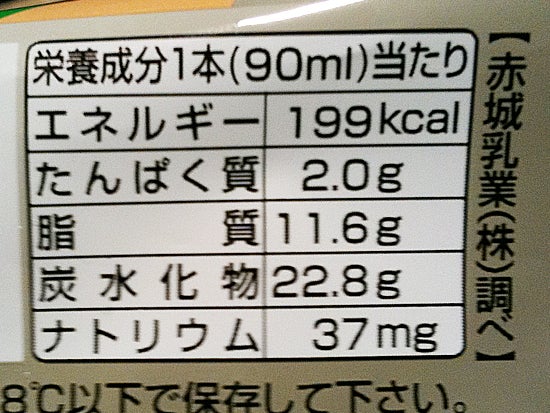 栄養成分1本(90ml)当たり
エネルギー 199kcal
たんぱく質 2.0g
脂質 11.6g
炭水化物 22.8g
ナトリウム 37mg
【赤城乳業(株)調べ】
8℃以下で保存して下さい。